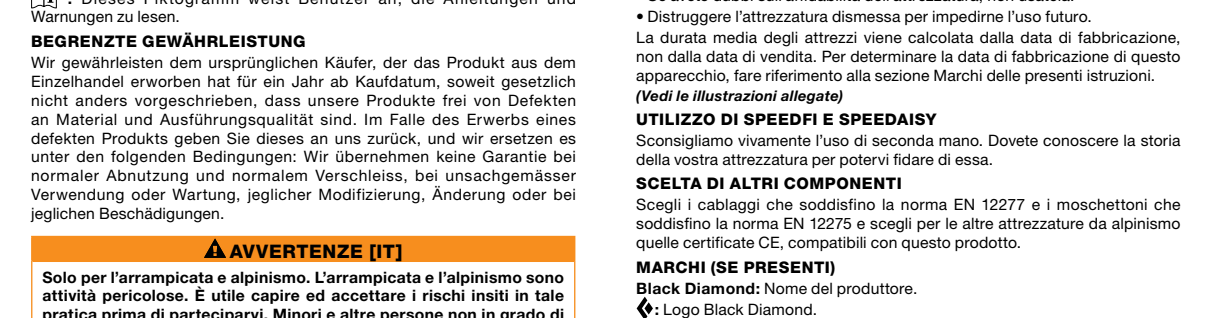 : Dieses Piktogramm weist Benutzer an, die Anleitungen und
Warnungen zu lesen.
BEGRENZTE GEWÄHRLEISTUNG
Wir gewährleisten dem ursprünglichen Käufer, der das Produkt aus dem
Einzelhandel erworben hat für ein Jahr ab Kaufdatum, soweit gesetzlich
nicht anders vorgeschrieben, dass unsere Produkte frei von Defekten
an Material und Ausführungsqualität sind. Im Falle des Erwerbs eines
defekten Produkts geben Sie dieses an uns zurück, und wir ersetzen es
unter den folgenden Bedingungen: Wir übernehmen keine Garantie bei
normaler Abnutzung und normalem Verschleiss, bei unsachgemässer
Verwendung oder Wartung, jeglicher Modifizierung, Änderung oder bei
jeglichen Beschädigungen.
AVVERTENZE [IT]
Solo per l'arrampicata e alpinismo. L'arrampicata e l'alpinismo sono
attività pericolose. È utile capire ed accettare i rischi insiti in tale
pratica prima di parteciparvi. Minori e altre persone non in grado di
• Distruggere l'attrezzatura dismessa per impedirne l'uso futuro.
La durata media degli attrezzi viene calcolata dalla data di fabbricazione,
non dalla data di vendita. Per determinare la data di fabbricazione di questo
apparecchio, fare riferimento alla sezione Marchi delle presenti istruzioni.
(Vedi le illustrazioni allegate)
UTILIZZO DI SPEEDFI E SPEEDAISY
Sconsigliamo vivamente l'uso di seconda mano. Dovete conoscere la storia
della vostra attrezzatura per potervi fidare di essa.
SCELTA DI ALTRI COMPONENTI
Scegli i cablaggi che soddisfino la norma EN 12277 e i moschettoni che
soddisfino la norma EN 12275 e scegli per le altre attrezzature da alpinismo
quelle certificate CE, compatibili con questo prodotto.
MARCHI (SE PRESENTI)
Black Diamond: Nome del produttore.
: Logo Black Diamond.